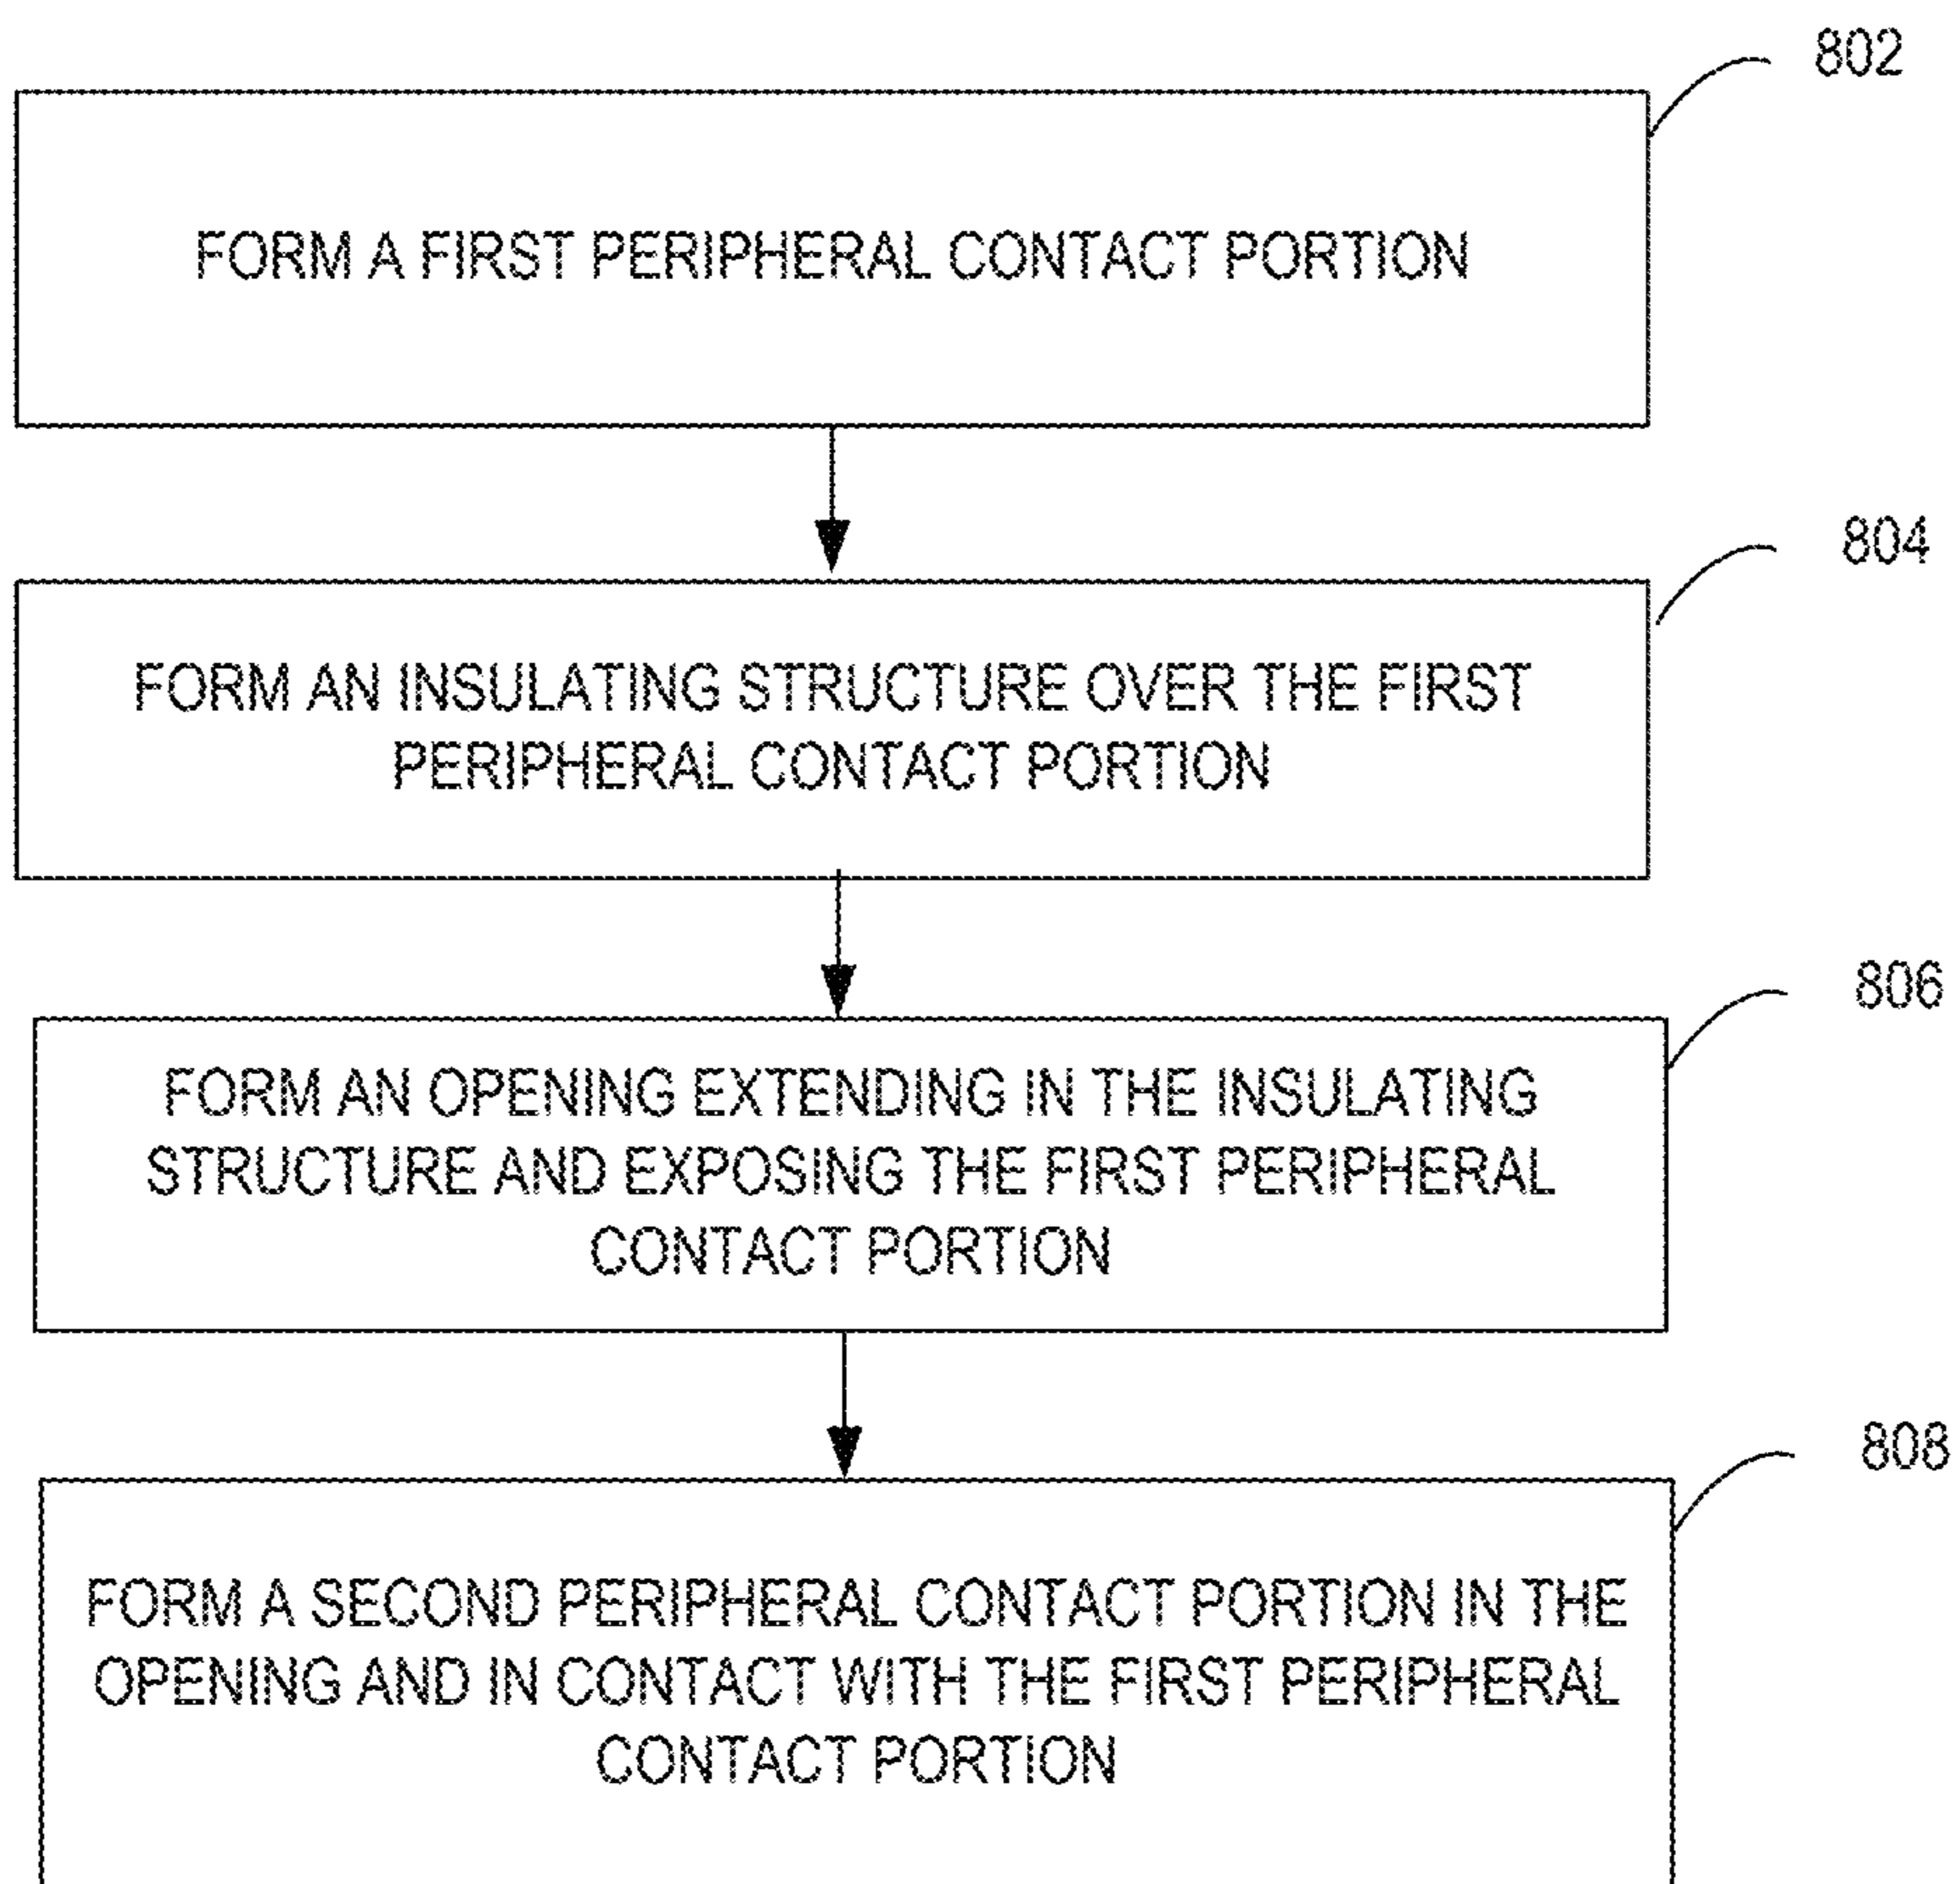 802
FORM A FIRST PERIPHERAL CONTACT PORTION
804
FORM AN INSULATING STRUCTURE OVER THE FIRST
PERIPHERAL CONTACT PORTION
806
FORM AN OPENING EXTENDING IN THE INSULATING
STRUCTURE AND EXPOSING THE FIRST PERIPHERAL
CONTACT PORTION
808
FORM A SECOND PERIPHERAL CONTACT PORTION IN THE
OPENING AND IN CONTACT WITH THE FIRST PERIPHERAL
CONTACT PORTION